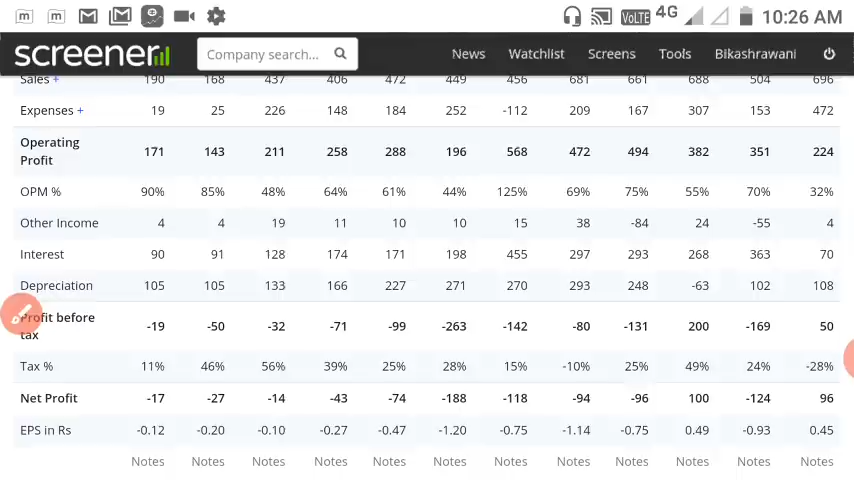 m m M M VoLTE 4G 10:26 AM
screener Company search... News Watchlist Screens Tools Bikashrawani
Sales + 190 168 437 406 472 449 456 681 661 688 504 696
Expenses + 19 25 226 148 184 252 -112 209 167 307 153 472
Operating
Profit 171 143 211 258 288 196 568 472 494 382 351 224
OPM % 90% 85% 48% 64% 61% 44% 125% 69% 75% 55% 70% 32%
Other Income 4 4 19 11 10 10 15 38 -84 24 -55 4
Interest 90 91 128 174 171 198 455 297 293 268 363 70
Depreciation 105 105 133 166 227 271 270 293 248 -63 102 108
Profit before
tax -19 -50 -32 -71 -99 -263 -142 -80 -131 200 -169 50
Tax % 11% 46% 56% 39% 25% 28% 15% -10% 25% 49% 24% -28%
Net Profit -17 -27 -14 -43 -74 -188 -118 -94 -96 100 -124 96
EPS in Rs -0.12 -0.20 -0.10 -0.27 -0.47 -1.20 -0.75 -1.14 -0.75 0.49 -0.93 0.45
Notes Notes Notes Notes Notes Notes Notes Notes Notes Notes Notes Notes